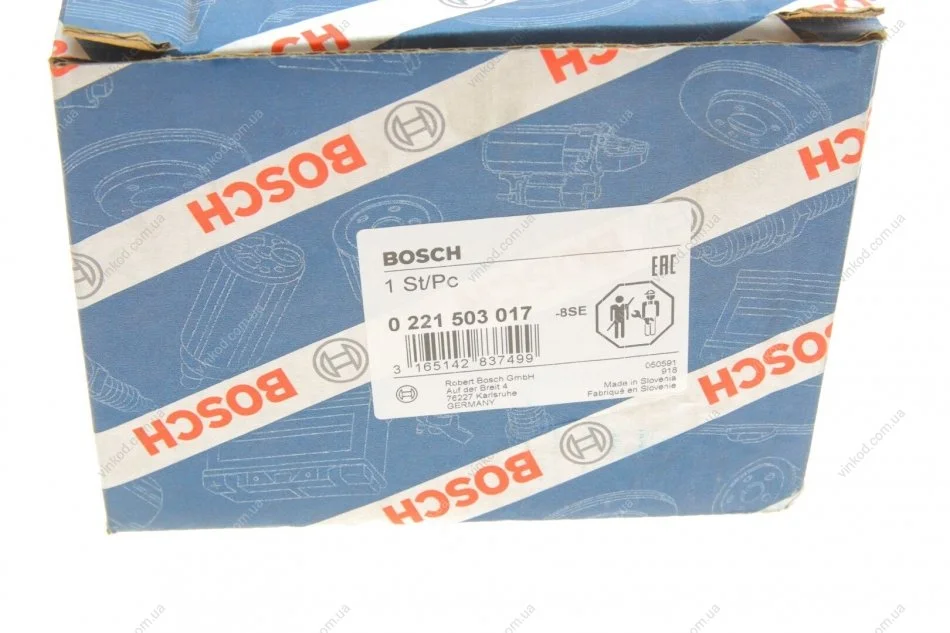 BOSCH
BOSCH
BOSCH
BOSCH
BOSCH
1 St/Pc
EAC
0 221 503 017
-8SE
3 165142 837499
Robert Bosch GmbH
Auf der Breit 4
76227 Karlsruhe
GERMANY
050591
918
Made in Slovenia
Fabriqué en Slovenie
BOSCH
vinkod.com.ua